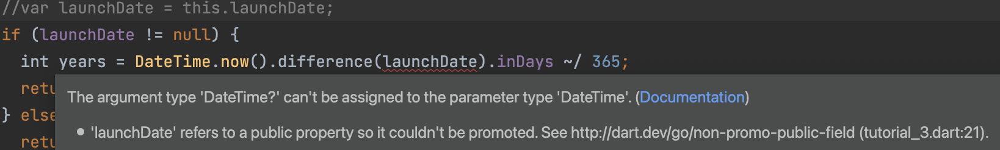 //var launchDate = this.launchDate;
if (launchDate != null) {
int years = DateTime.now().difference(launchDate).inDays ~/ 365;
retu
The argument type 'DateTime?' can't be assigned to the parameter type 'DateTime'. (Documentation)
} else
• 'launchDate' refers to a public property so it couldn't be promoted. See http://dart.dev/go/non-promo-public-field (tutorial_3.dart:21).
retu